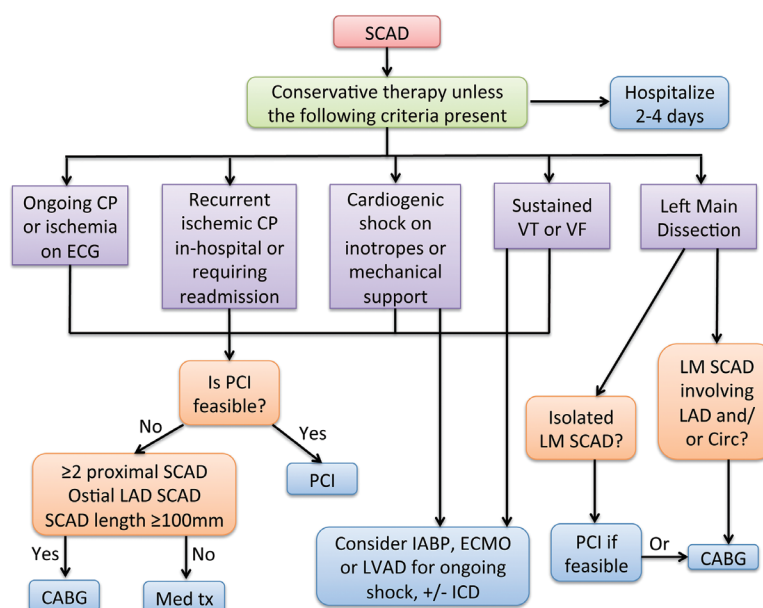 SCAD
Conservative therapy unless
the following criteria present
Hospitalize
2-4 days
Ongoing CP
or ischemia
on ECG
Recurrent
ischemic CP
in-hospital or
requiring
readmission
Cardiogenic
shock on
inotropes or
mechanical
support
Sustained
VT or VF
Left Main
Dissection
Is PCI
feasible?
No
Yes
PCI
≥2 proximal SCAD
Ostial LAD SCAD
SCAD length ≥100mm
Yes
No
CABG
Med tx
Consider IABP, ECMO
or LVAD for ongoing
shock, +/- ICD
Isolated
LM SCAD?
LM SCAD
involving
LAD and/
or Circ?
PCI if
feasible
Or
CABG